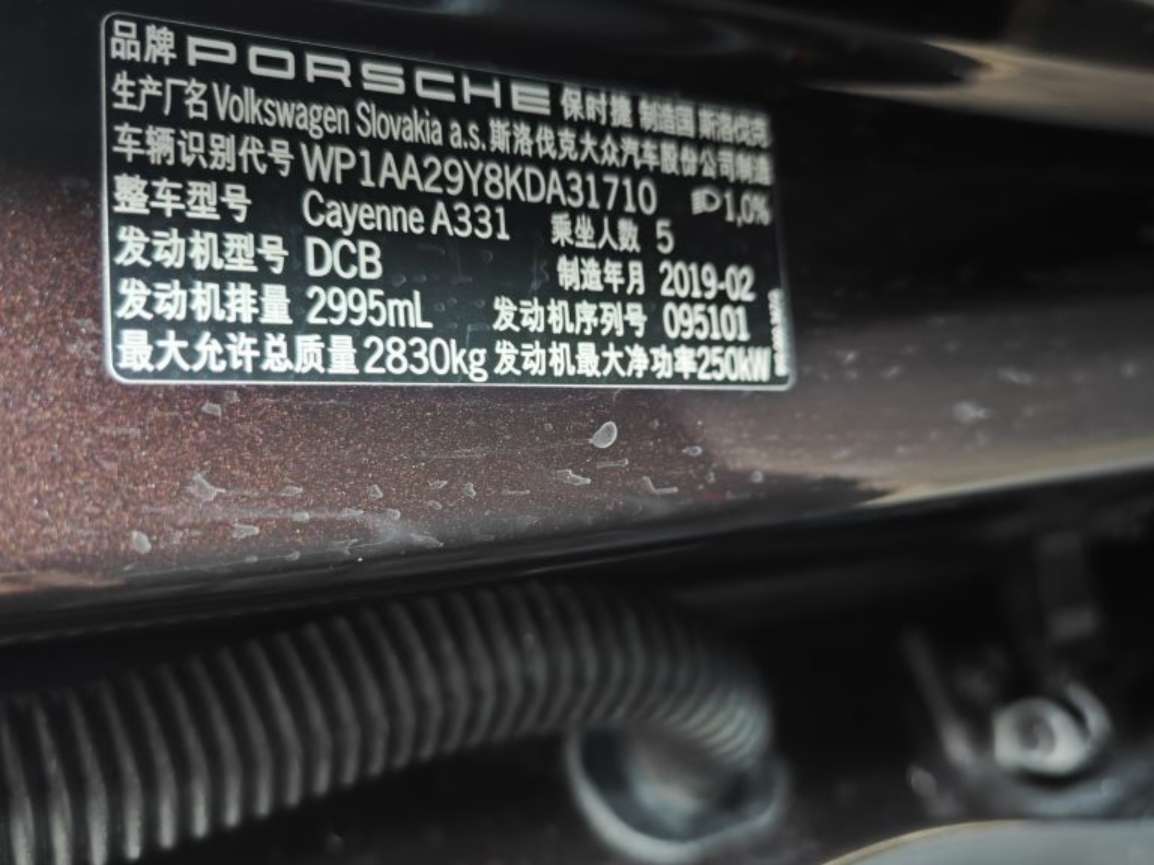 品牌 PORSCHE 保时捷 制造国 斯洛伐克
生产厂名 Volkswagen Slovakia a.s. 斯洛伐克大众汽车股份公司制造
车辆识别代号 WP1AA29Y8KDA31710 1,0%
整车型号 Cayenne A331 乘坐人数 5
发动机型号 DCB 制造年月 2019-02
发动机排量 2995mL 发动机序列号 095101
最大允许总质量 2830kg 发动机最大净功率 250kW